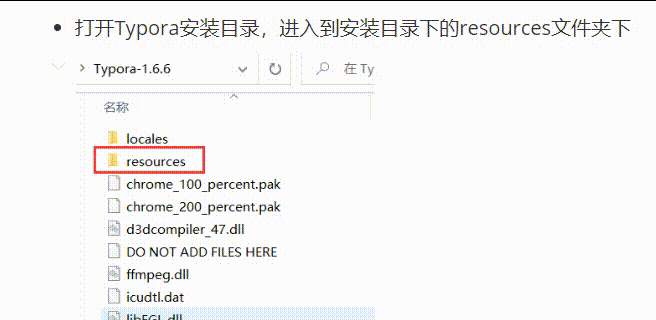 打开Typora安装目录，进入到安装目录下的resources文件夹下
Typora-1.6.6
在 Ty
名称
locales
resources
chrome_100_percent.pak
chrome_200_percent.pak
d3dcompiler_47.dll
DO NOT ADD FILES HERE
ffmpeg.dll
icudtl.dat
libEGL.dll